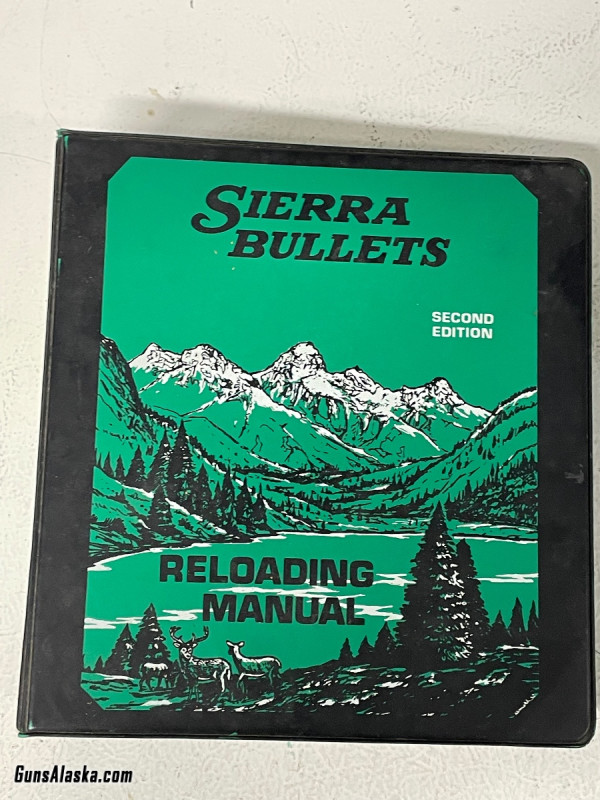 SIERRA
BULLETS
SECOND
EDITION
RELOADING
MANUAL
GunsAlaska.com